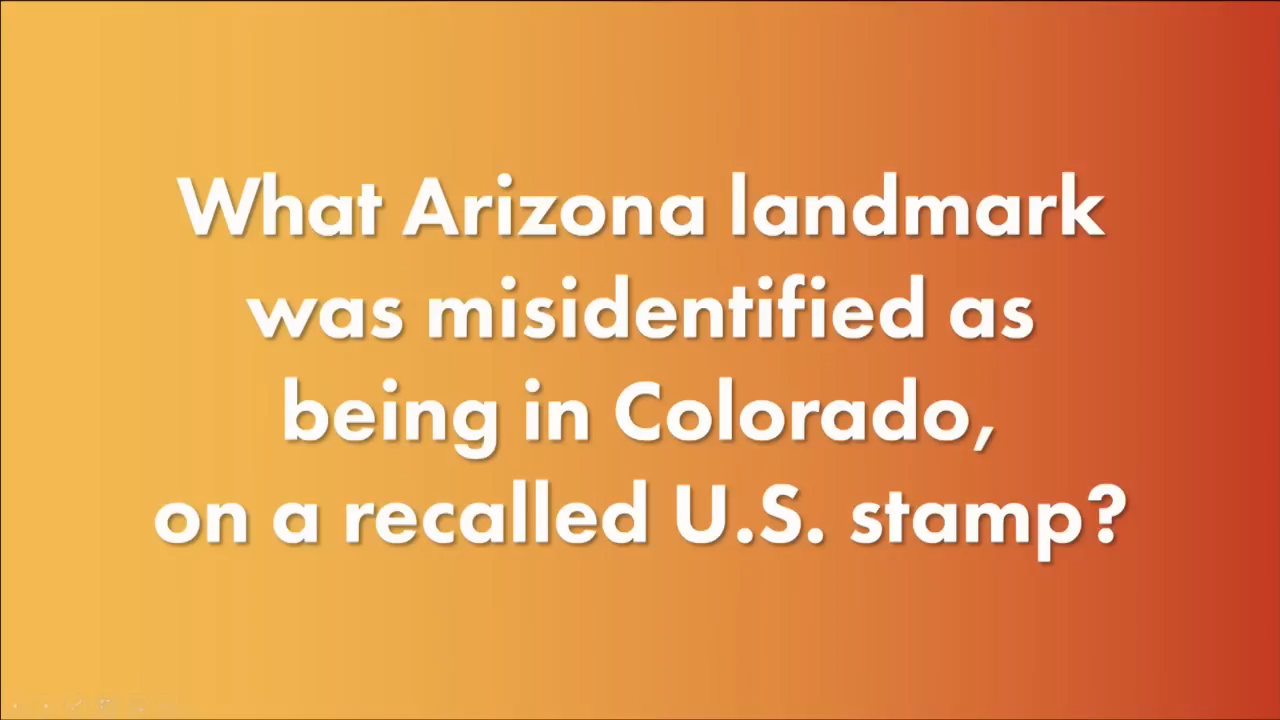 What Arizona landmark
was misidentified as
being in Colorado,
on a recalled U.S. stamp?